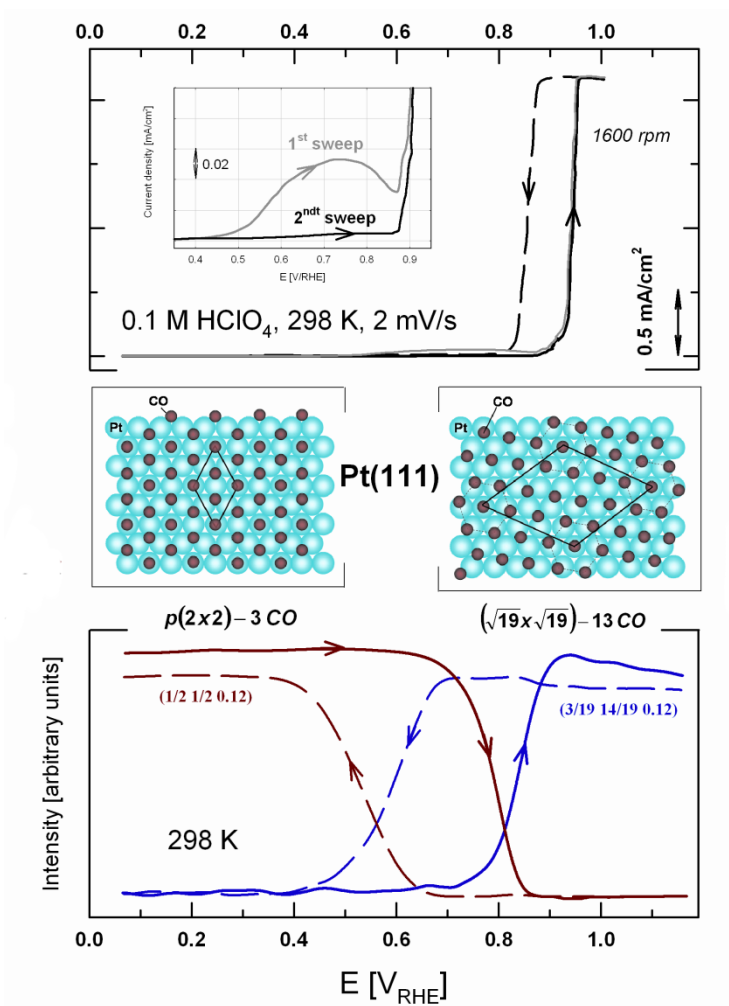 0.0 0.2 0.4 0.6 0.8 1.0
Current density [mA/cm²]
0.02
1st sweep
2ndt sweep
0.4 0.5 0.6 0.7 0.8 0.9
E [V/RHE]
1600 rpm
0.5 mA/cm²
0.1 M HClO₄, 298 K, 2 mV/s
CO
Pt
Pt(111)
CO
Pt
p(2x2)–3 CO
(√19x√19)–13 CO
Intensity [arbitrary units]
(1/2 1/2 0.12)
(3/19 14/19 0.12)
298 K
0.0 0.2 0.4 0.6 0.8 1.0
E [V_RHE]